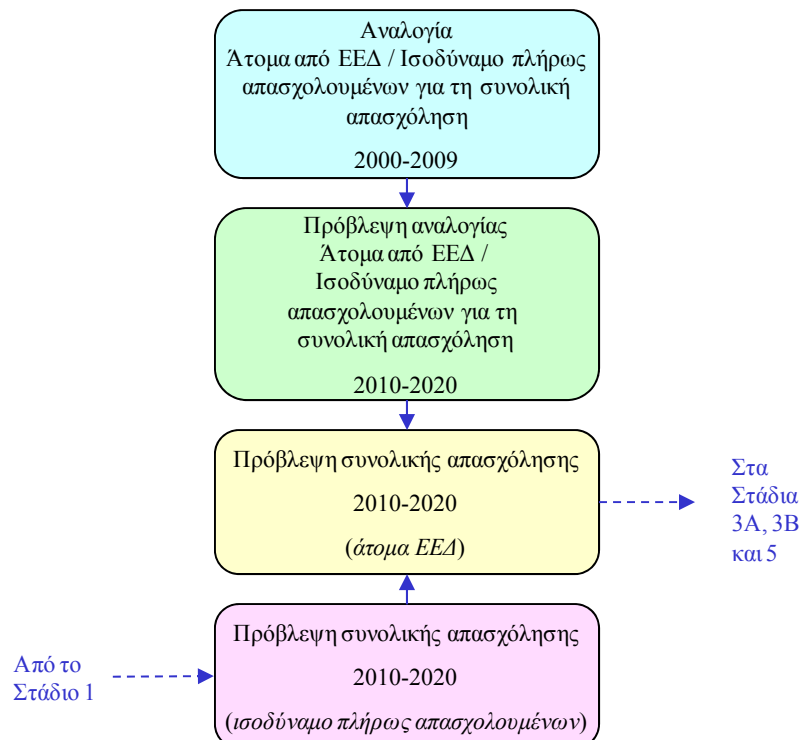 Αναλογία
Άτομα από ΕΕΔ / Ισοδύναμο πλήρως
απασχολουμένων για τη συνολική
απασχόληση
2000-2009
Πρόβλεψη αναλογίας
Άτομα από ΕΕΔ /
Ισοδύναμο πλήρως
απασχολουμένων για τη
συνολική απασχόληση
2010-2020
Πρόβλεψη συνολικής απασχόλησης
2010-2020
(άτομα ΕΕΔ)
Στα
Στάδια
3Α, 3Β
και 5
Πρόβλεψη συνολικής απασχόλησης
2010-2020
(ισοδύναμο πλήρως απασχολουμένων)
Από το
Στάδιο 1